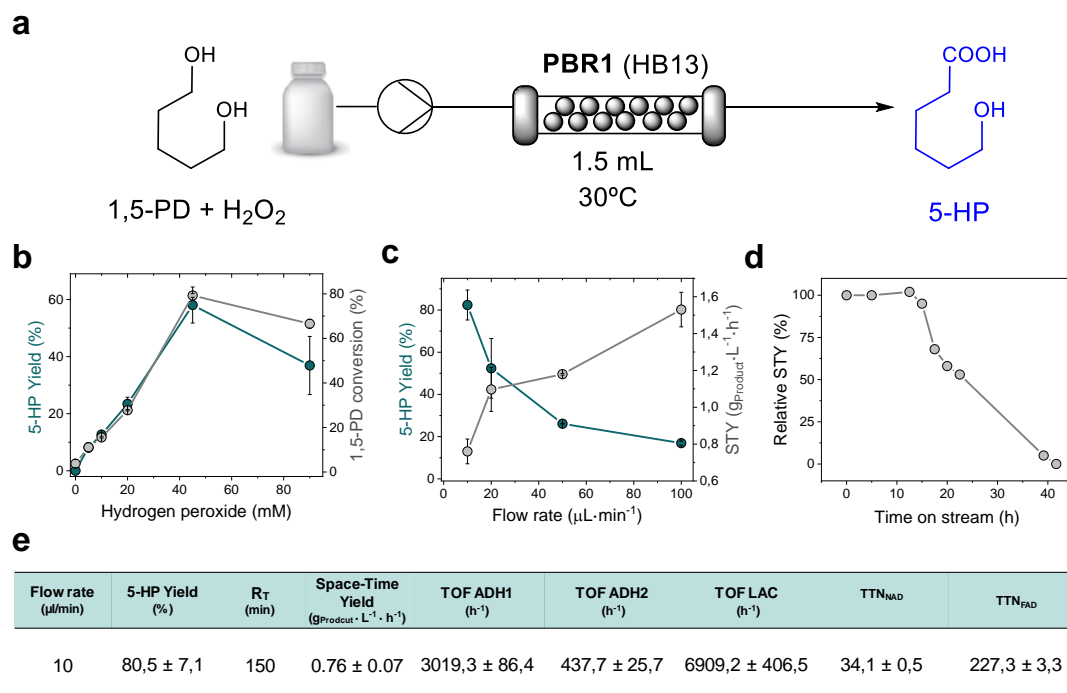 a
OH
OH
1,5-PD + H₂O₂
PBR1 (HB13)
1.5 mL
30ºC
COOH
OH
5-HP
b
5-HP Yield (%)
60
40
20
0
0 20 40 60 80
Hydrogen peroxide (mM)
80
60
40
20
0
1,5-PD conversion (%)
c
5-HP Yield (%)
80
60
40
20
0
0 20 40 60 80 100
Flow rate (µL·min⁻¹)
1,6
1,4
1,2
1,0
0,8
0,6
STY (gProduct·L⁻¹·h⁻¹)
d
Relative STY (%)
100
75
50
25
0
0 10 20 30 40
Time on stream (h)
e
Flow rate (µl/min) 5-HP Yield (%) RT (min) Space-Time Yield (gProdcut · L⁻¹ · h⁻¹) TOF ADH1 (h⁻¹) TOF ADH2 (h⁻¹) TOF LAC (h⁻¹) TTNNAD TTNFAD
10 80,5 ± 7,1 150 0.76 ± 0.07 3019,3 ± 86,4 437,7 ± 25,7 6909,2 ± 406,5 34,1 ± 0,5 227,3 ± 3,3